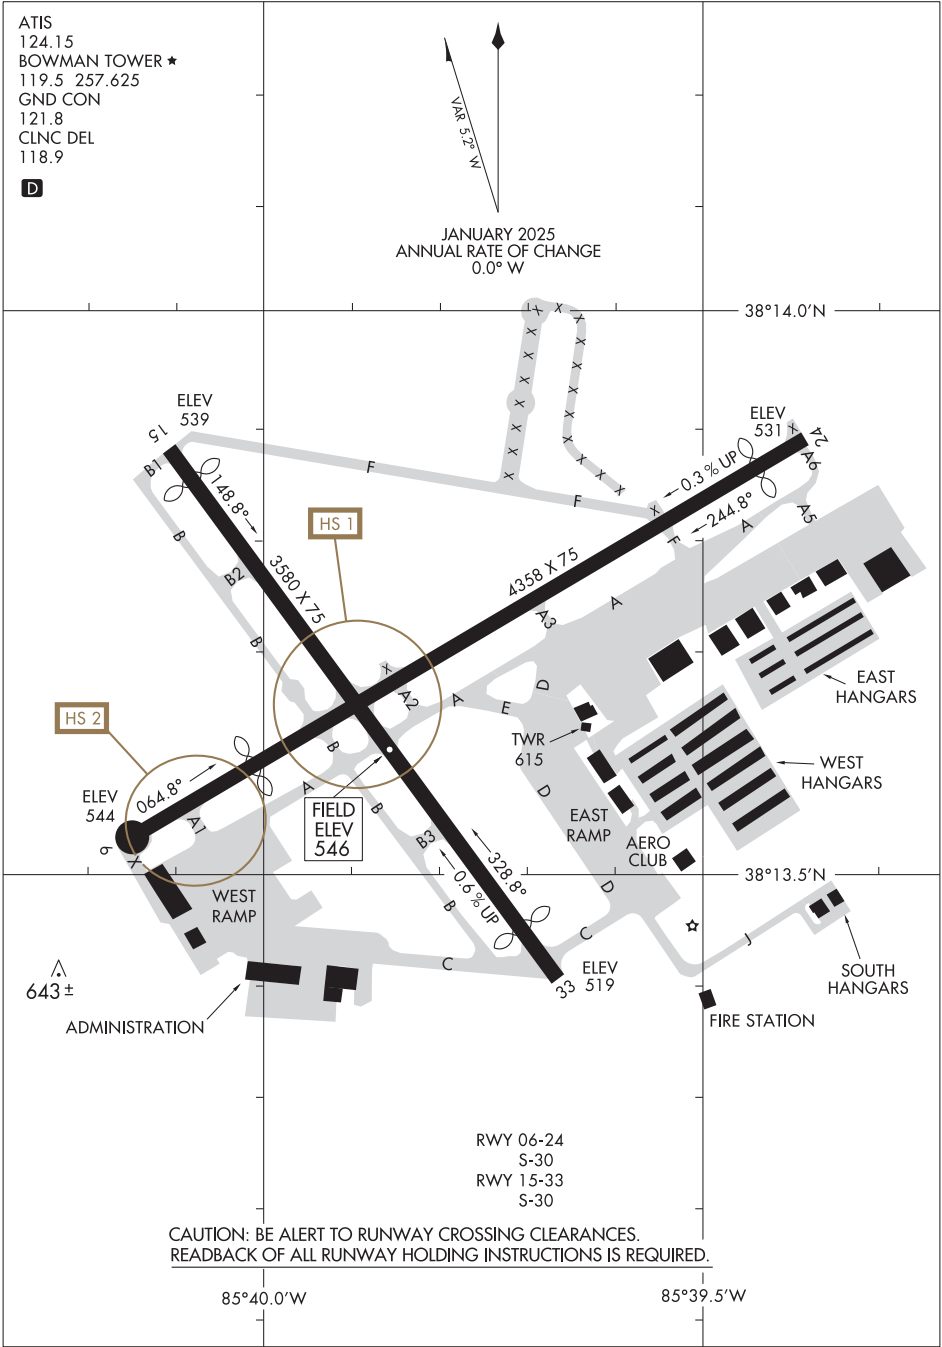 ATIS
124.15
BOWMAN TOWER ★
119.5 257.625
GND CON
121.8
CLNC DEL
118.9
D
VAR 5.2° W
JANUARY 2025
ANNUAL RATE OF CHANGE
0.0° W
38°14.0'N
ELEV
539
15
B1
148.8°
F
X X X X X X X X X X X X X X X X X X
F
X
F
0.3 % UP
244.8°
ELEV
531
X
24
A6
A5
A
B
B2
HS 1
3580 X 75
4358 X 75
B
A3
A
X
A2
A
E
D
EAST
HANGARS
HS 2
064.8°
B
A
TWR
615
WEST
HANGARS
ELEV
544
6
X
A1
FIELD
ELEV
546
B
B3
D
EAST
RAMP
AERO
CLUB
38°13.5'N
WEST
RAMP
328.8°
0.6 % UP
B
D
C
C
J
33
ELEV
519
SOUTH
HANGARS
643 ±
ADMINISTRATION
FIRE STATION
RWY 06-24
S-30
RWY 15-33
S-30
CAUTION: BE ALERT TO RUNWAY CROSSING CLEARANCES.
READBACK OF ALL RUNWAY HOLDING INSTRUCTIONS IS REQUIRED.
85°40.0'W
85°39.5'W